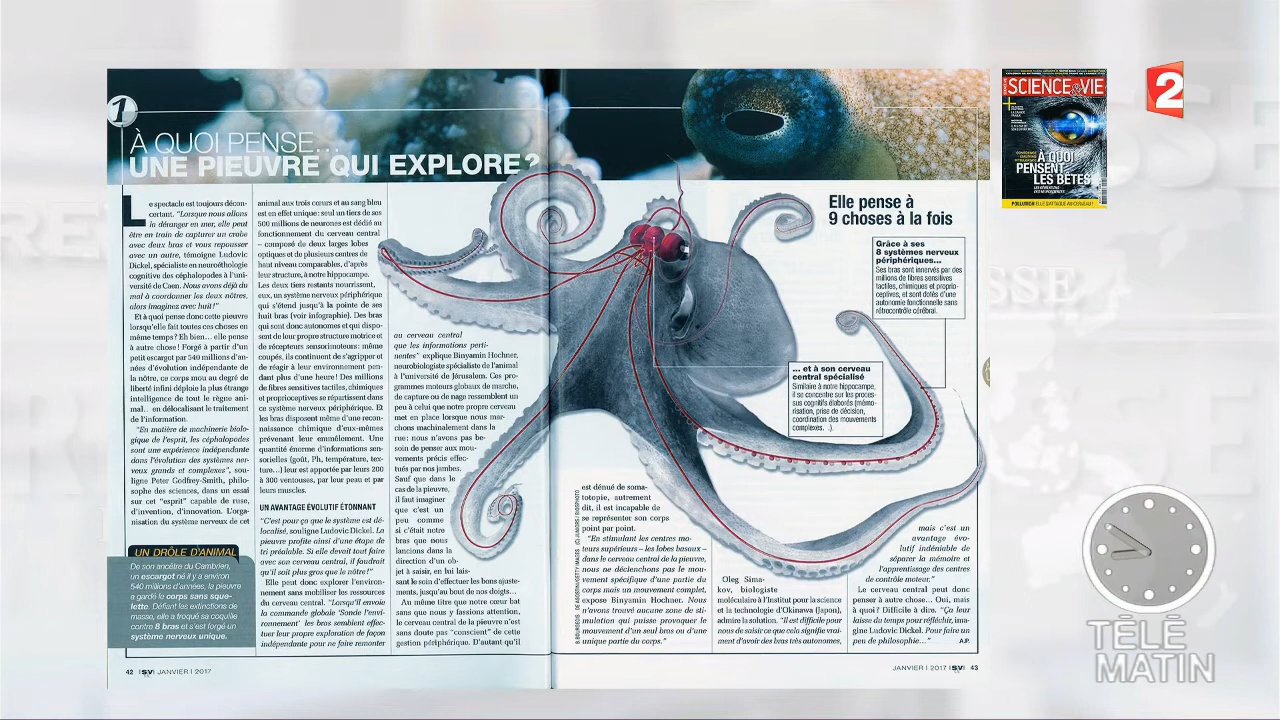 1
À QUOI PENSE...
UNE PIEUVRE QUI EXPLORE ?
Le spectacle est toujours décon-
certant. "Lorsque nous allons
la déranger en mer, elle peut
être en train de capturer un crabe
avec deux bras et vous repousser
avec un autre, témoigne Ludovic
Dickel, spécialiste en neuroéthologie
cognitive des céphalopodes à l'uni-
versité de Caen. Nous avons déjà du
mal à coordonner les deux nôtres,
alors imaginez avec huit !"
Et à quoi pense donc cette pieuvre
lorsqu'elle fait toutes ces choses en
même temps ? Eh bien... elle pense
à autre chose ! Forgé à partir d'un
petit escargot par 540 millions d'an-
nées d'évolution indépendante de
la nôtre, ce corps mou au degré de
liberté infini déploie la plus étrange
intelligence de tout le règne ani-
mal.. en délocalisant le traitement
de l'information.
"En matière de machinerie biolo-
gique de l'esprit, les céphalopodes
sont une expérience indépendante
dans l'évolution des systèmes ner-
veux grands et complexes", sou-
ligne Peter Godfrey-Smith, philo-
sophe des sciences, dans un essai
sur cet "esprit" capable de ruse,
d'invention, d'innovation. L'orga-
nisation du système nerveux de cet
UN DRÔLE D'ANIMAL
De son ancêtre du Cambrien,
un escargot né il y a environ
540 millions d'années, la pieuvre
a gardé le corps sans sque-
lette. Défiant les extinctions de
masse, elle a troqué sa coquille
contre 8 bras et s'est forgé un
système nerveux unique.
animal aux trois cœurs et au sang bleu
est en effet unique : seul un tiers de ses
500 millions de neurones est dédié au
fonctionnement du cerveau central
– composé de deux larges lobes
optiques et de plusieurs centres de
haut niveau comparables, d'après
leur structure, à notre hippocampe.
Les deux tiers restants nourrissent,
eux, un système nerveux périphérique
qui s'étend jusqu'à la pointe de ses
huit bras (voir infographie). Des bras
qui sont donc autonomes et qui dispo-
sent de leur propre structure motrice et
de récepteurs sensorimoteurs : même
coupés, ils continuent de s'agripper et
de réagir à leur environnement pen-
dant plus d'une heure ! Des millions
de fibres sensitives tactiles, chimiques
et proprioceptives se répartissent dans
ce système nerveux périphérique. Et
les bras disposent même d'une recon-
naissance chimique d'eux-mêmes
prévenant leur emmêlement. Une
quantité énorme d'informations sen-
sorielles (goût, Ph, température, tex-
ture...) leur est apportée par leurs 200
à 300 ventouses, par leur peau et par
leurs muscles.
UN AVANTAGE ÉVOLUTIF ÉTONNANT
"C'est pour ça que le système est dé-
localisé, souligne Ludovic Dickel. La
pieuvre profite ainsi d'une étape de
tri préalable. Si elle devait tout faire
avec son cerveau central, il faudrait
qu'il soit plus gros que le nôtre !"
Elle peut donc explorer l'environ-
nement sans mobiliser les ressources
du cerveau central. "Lorsqu'il envoie
la commande globale 'Sonde l'envi-
ronnement' les bras semblent effec-
tuer leur propre exploration de façon
indépendante pour ne faire remonter
au cerveau central
que les informations perti-
nentes" explique Binyamin Hochner,
neurobiologiste spécialiste de l'animal
à l'université de Jérusalem. Ces pro-
grammes moteurs globaux de marche,
de capture ou de nage ressemblent un
peu à celui que notre propre cerveau
met en place lorsque nous mar-
chons machinalement dans la
rue : nous n'avons pas be-
soin de penser aux mou-
vements précis effec-
tués par nos jambes.
Sauf que dans le
cas de la pieuvre,
il faut imaginer
que c'est un
peu comme
si c'était notre
bras que nous
lancions dans la
direction d'un ob-
jet à saisir, en lui lais-
sant le soin d'effectuer les bons ajuste-
ments, jusqu'au bout de nos doigts...
Au même titre que notre cœur bat
sans que nous y fassions attention,
le cerveau central de la pieuvre n'est
sans doute pas "conscient" de cette
gestion périphérique. D'autant qu'il
42 SV JANVIER | 2017
Elle pense à
9 choses à la fois
Grâce à ses
8 systèmes nerveux
périphériques...
Ses bras sont innervés par des
millions de fibres sensitives
tactiles, chimiques et proprio-
ceptives, et sont dotés d'une
autonomie fonctionnelle sans
rétrocontrôle cérébral.
... et à son cerveau
central spécialisé
Similaire à notre hippocampe,
il se concentre sur les proces-
sus cognitifs élaborés (mémo-
risation, prise de décision,
coordination des mouvements
complexes. .).
est dénué de soma-
totopie, autrement
dit, il est incapable de
se représenter son corps
point par point.
"En stimulant les centres mo-
teurs supérieurs – les lobes basaux –
dans le cerveau central de la pieuvre,
nous ne déclenchons pas le mou-
vement spécifique d'une partie du
corps mais un mouvement complet,
expose Binyamin Hochner. Nous
n'avons trouvé aucune zone de sti-
mulation qui puisse provoquer le
mouvement d'un seul bras ou d'une
unique partie du corps."
Oleg Sima-
kov, biologiste
moléculaire à l'Institut pour la science
et la technologie d'Okinawa (Japon),
admire la solution. "Il est difficile pour
nous de saisir ce que cela signifie vrai-
ment d'avoir des bras très autonomes,
mais c'est un
avantage évo-
lutif indéniable de
séparer la mémoire et
l'apprentissage des centres
de contrôle moteur."
Le cerveau central peut donc
penser à autre chose... Oui, mais
à quoi ? Difficile à dire. "Ça leur
laisse du temps pour réfléchir, ima-
gine Ludovic Dickel. Pour faire un
peu de philosophie..." A.P.
JANVIER | 2017 SV 43
SCIENCE & VIE
À QUOI
PENSENT
LES BÊTES
POLLUTION ELLE S'ATTAQUE AU CERVEAU !
2
TÉLÉ
MATIN